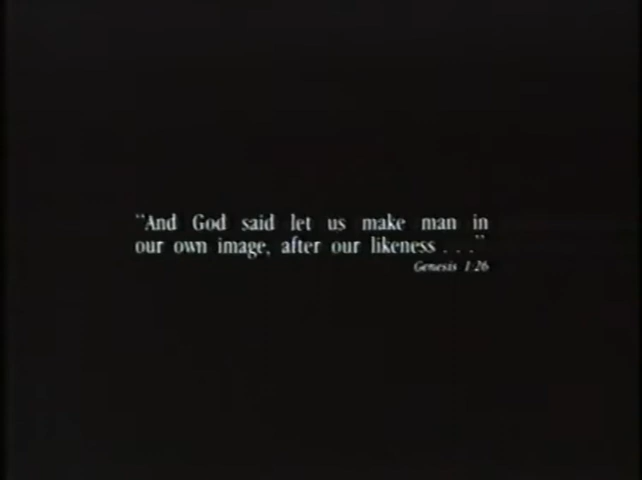 "And God said let us make man in
our own image, after our likeness . . ."
Genesis 1:26